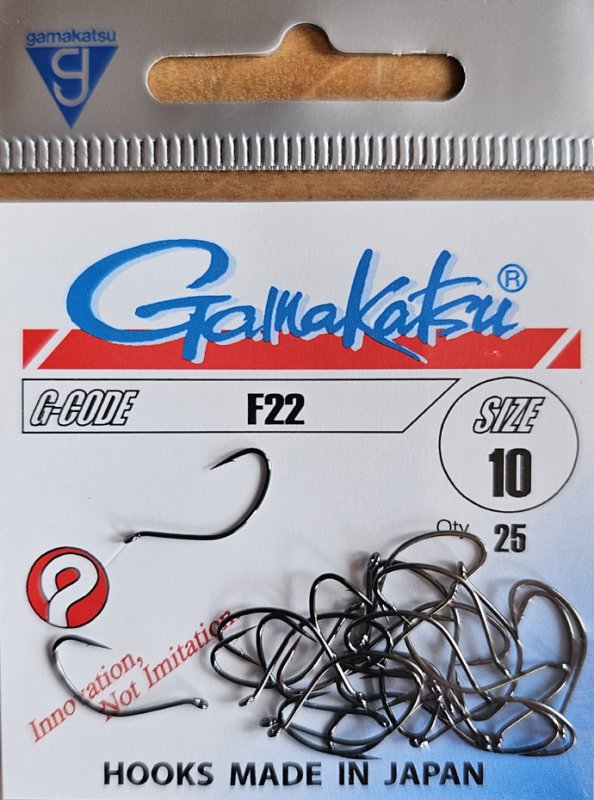 gamakatsu
Gamakatsu®
G-CODE F22
SIZE
10
Qty 25
Innovation,
Not Imitation.
HOOKS MADE IN JAPAN